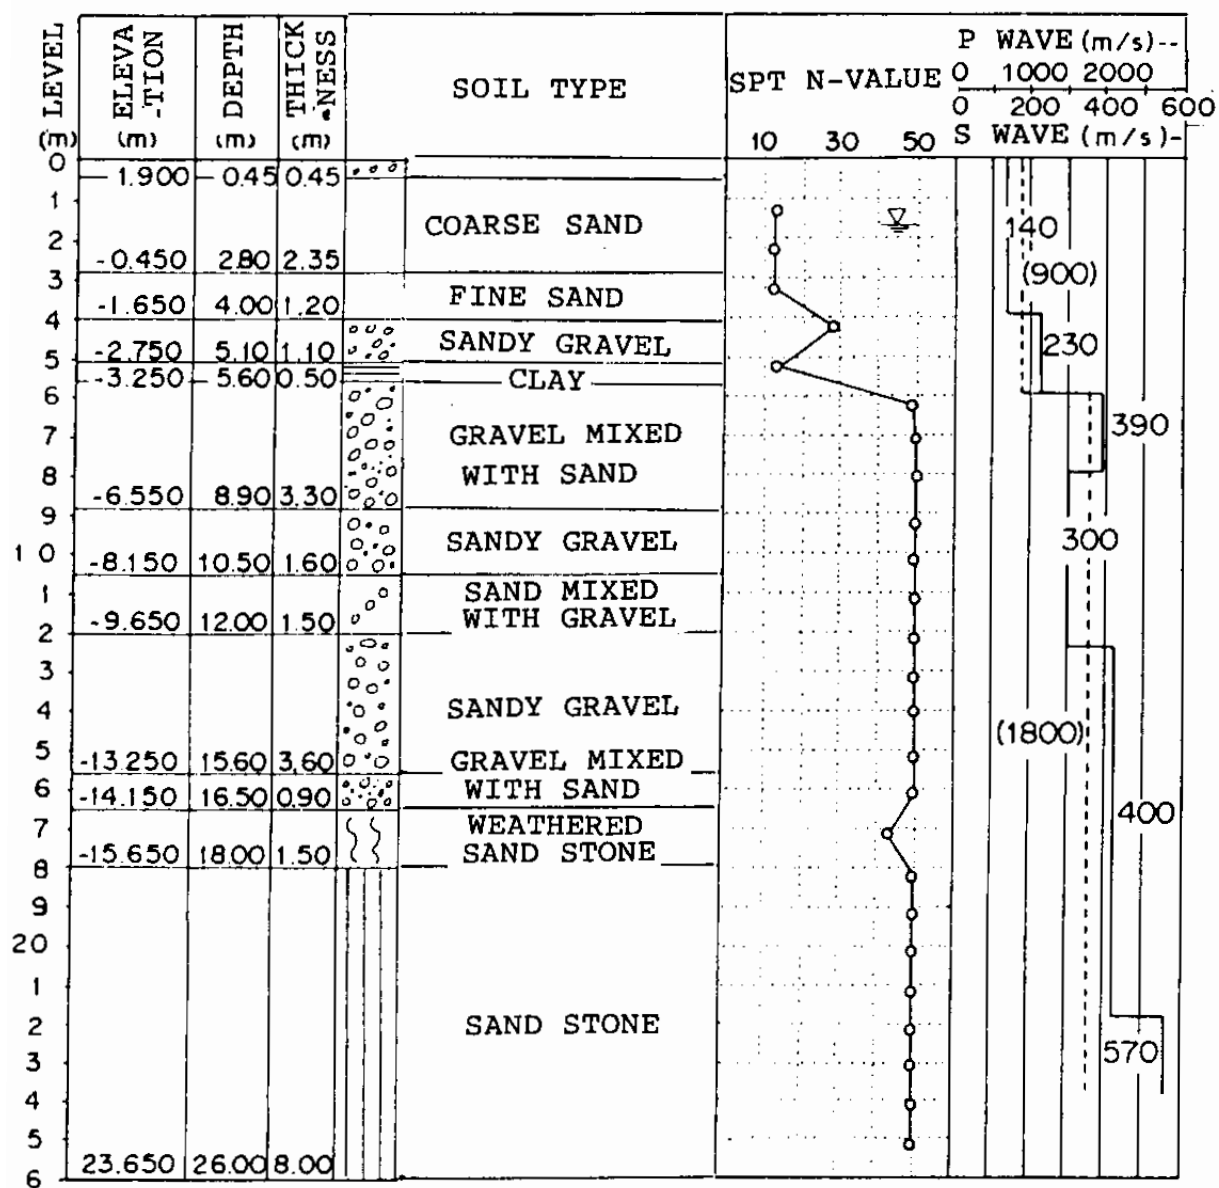 LEVEL (m)
ELEVA -TION (m)
DEPTH (m)
THICK -NESS (m)
SOIL TYPE
SPT N-VALUE
10 30 50
P WAVE (m/s)--
0 1000 2000
0 200 400 600
S WAVE (m/s)-
0
1.900 0.45 0.45
1
COARSE SAND
140
2
-0.450 2.80 2.35
(900)
3
FINE SAND
-1.650 4.00 1.20
4
SANDY GRAVEL
230
-2.750 5.10 1.10
5
-3.250 5.60 0.50 CLAY
6
390
7
GRAVEL MIXED
8
WITH SAND
-6.550 8.90 3.30
9
SANDY GRAVEL
300
10
-8.150 10.50 1.60
1
SAND MIXED
-9.650 12.00 1.50 WITH GRAVEL
2
3
4
SANDY GRAVEL
(1800)
5
-13.250 15.60 3.60 GRAVEL MIXED
6
-14.150 16.50 0.90 WITH SAND
400
7
WEATHERED
-15.650 18.00 1.50 SAND STONE
8
9
20
1
2
SAND STONE
570
3
4
5
23.650 26.00 8.00
6